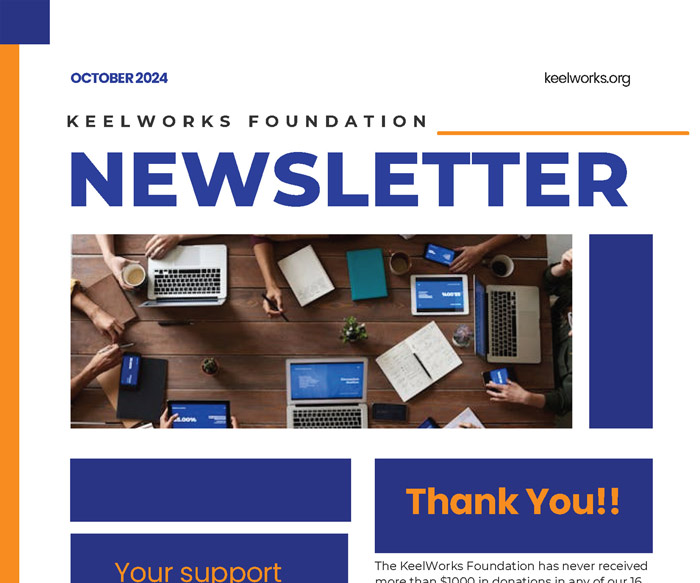 OCTOBER 2024
keelworks.org
KEELWORKS FOUNDATION
NEWSLETTER
Thank You!!
Your support
The KeelWorks Foundation has never received
more than $1000 in donations in any of our 16